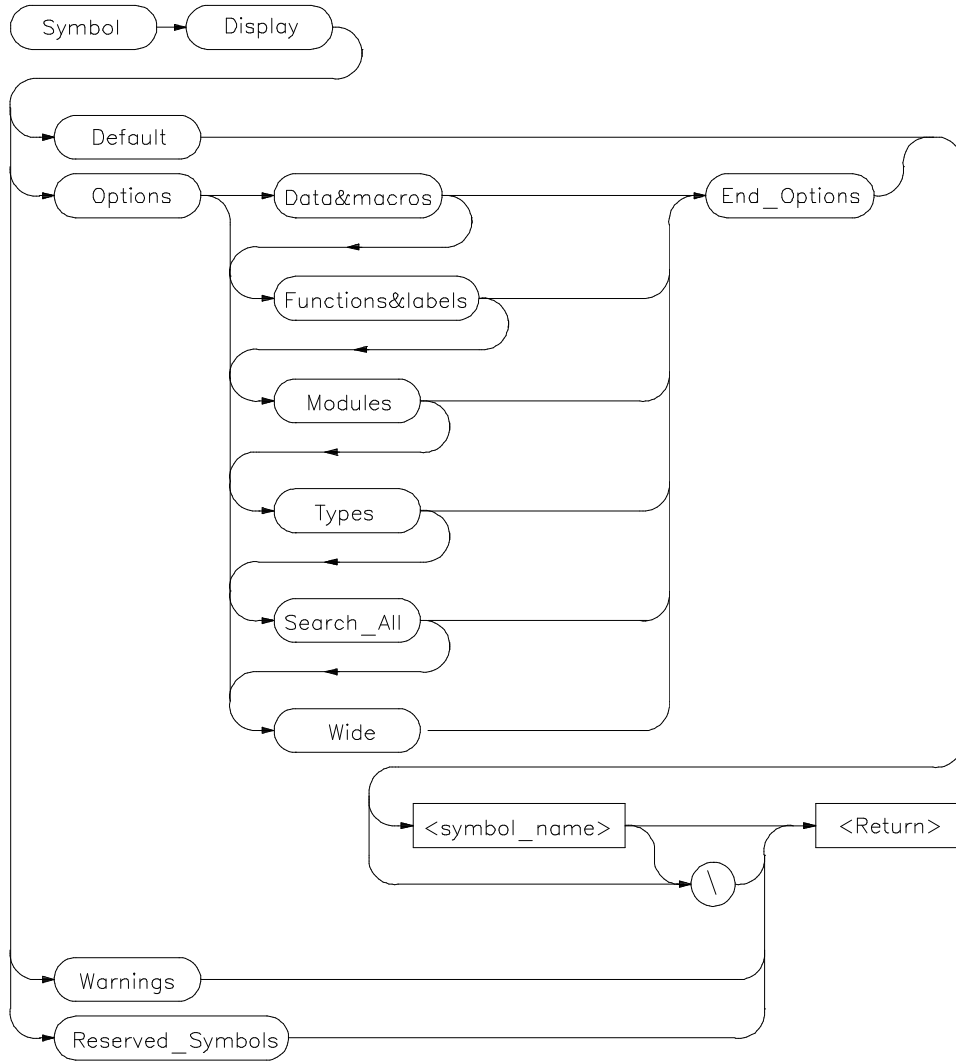 Symbol Display
Default
Options Data&macros End_Options
Functions&labels
Modules
Types
Search_All
Wide
<symbol_name> <Return>
\
Warnings
Reserved_Symbols